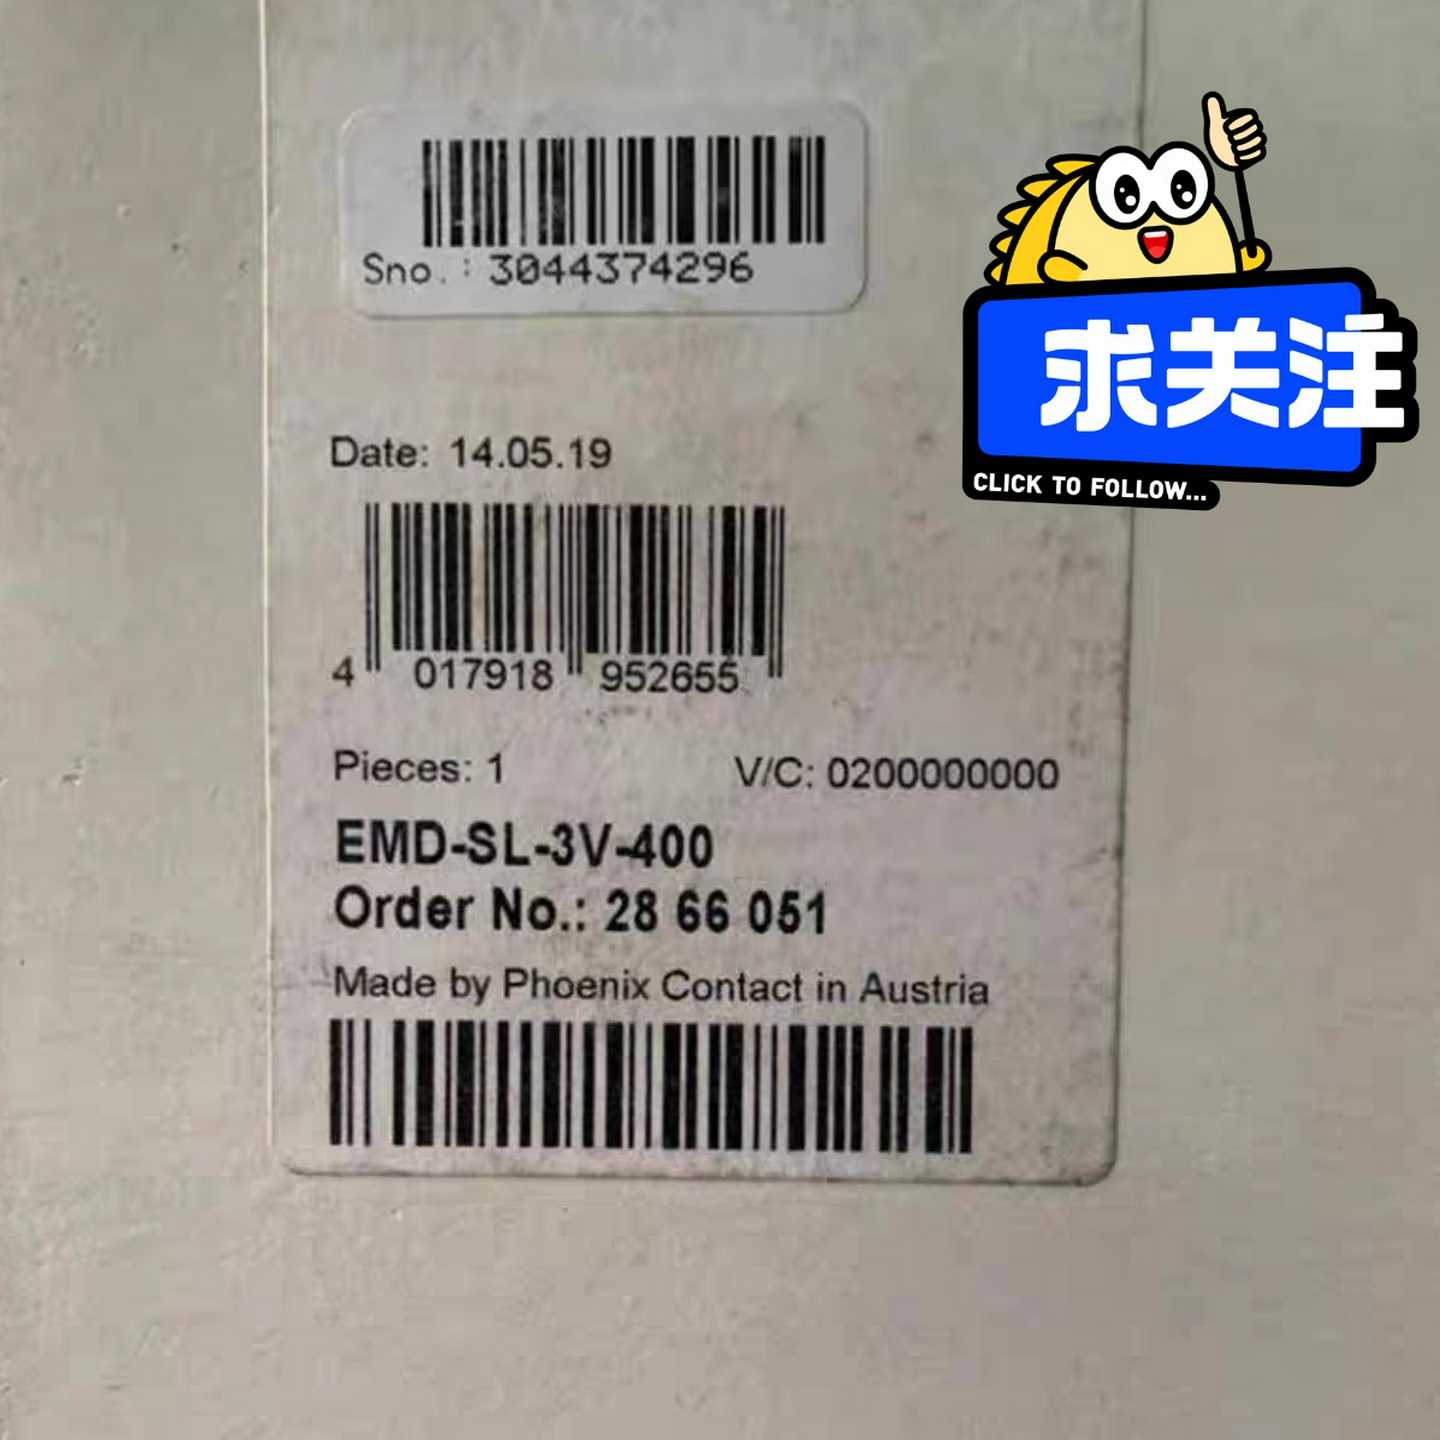 Sno.: 3044374296
求关注
CLICK TO FOLLOW...
Date: 14.05.19
4 017918 952655
Pieces: 1 V/C: 0200000000
EMD-SL-3V-400
Order No.: 28 66 051
Made by Phoenix Contact in Austria